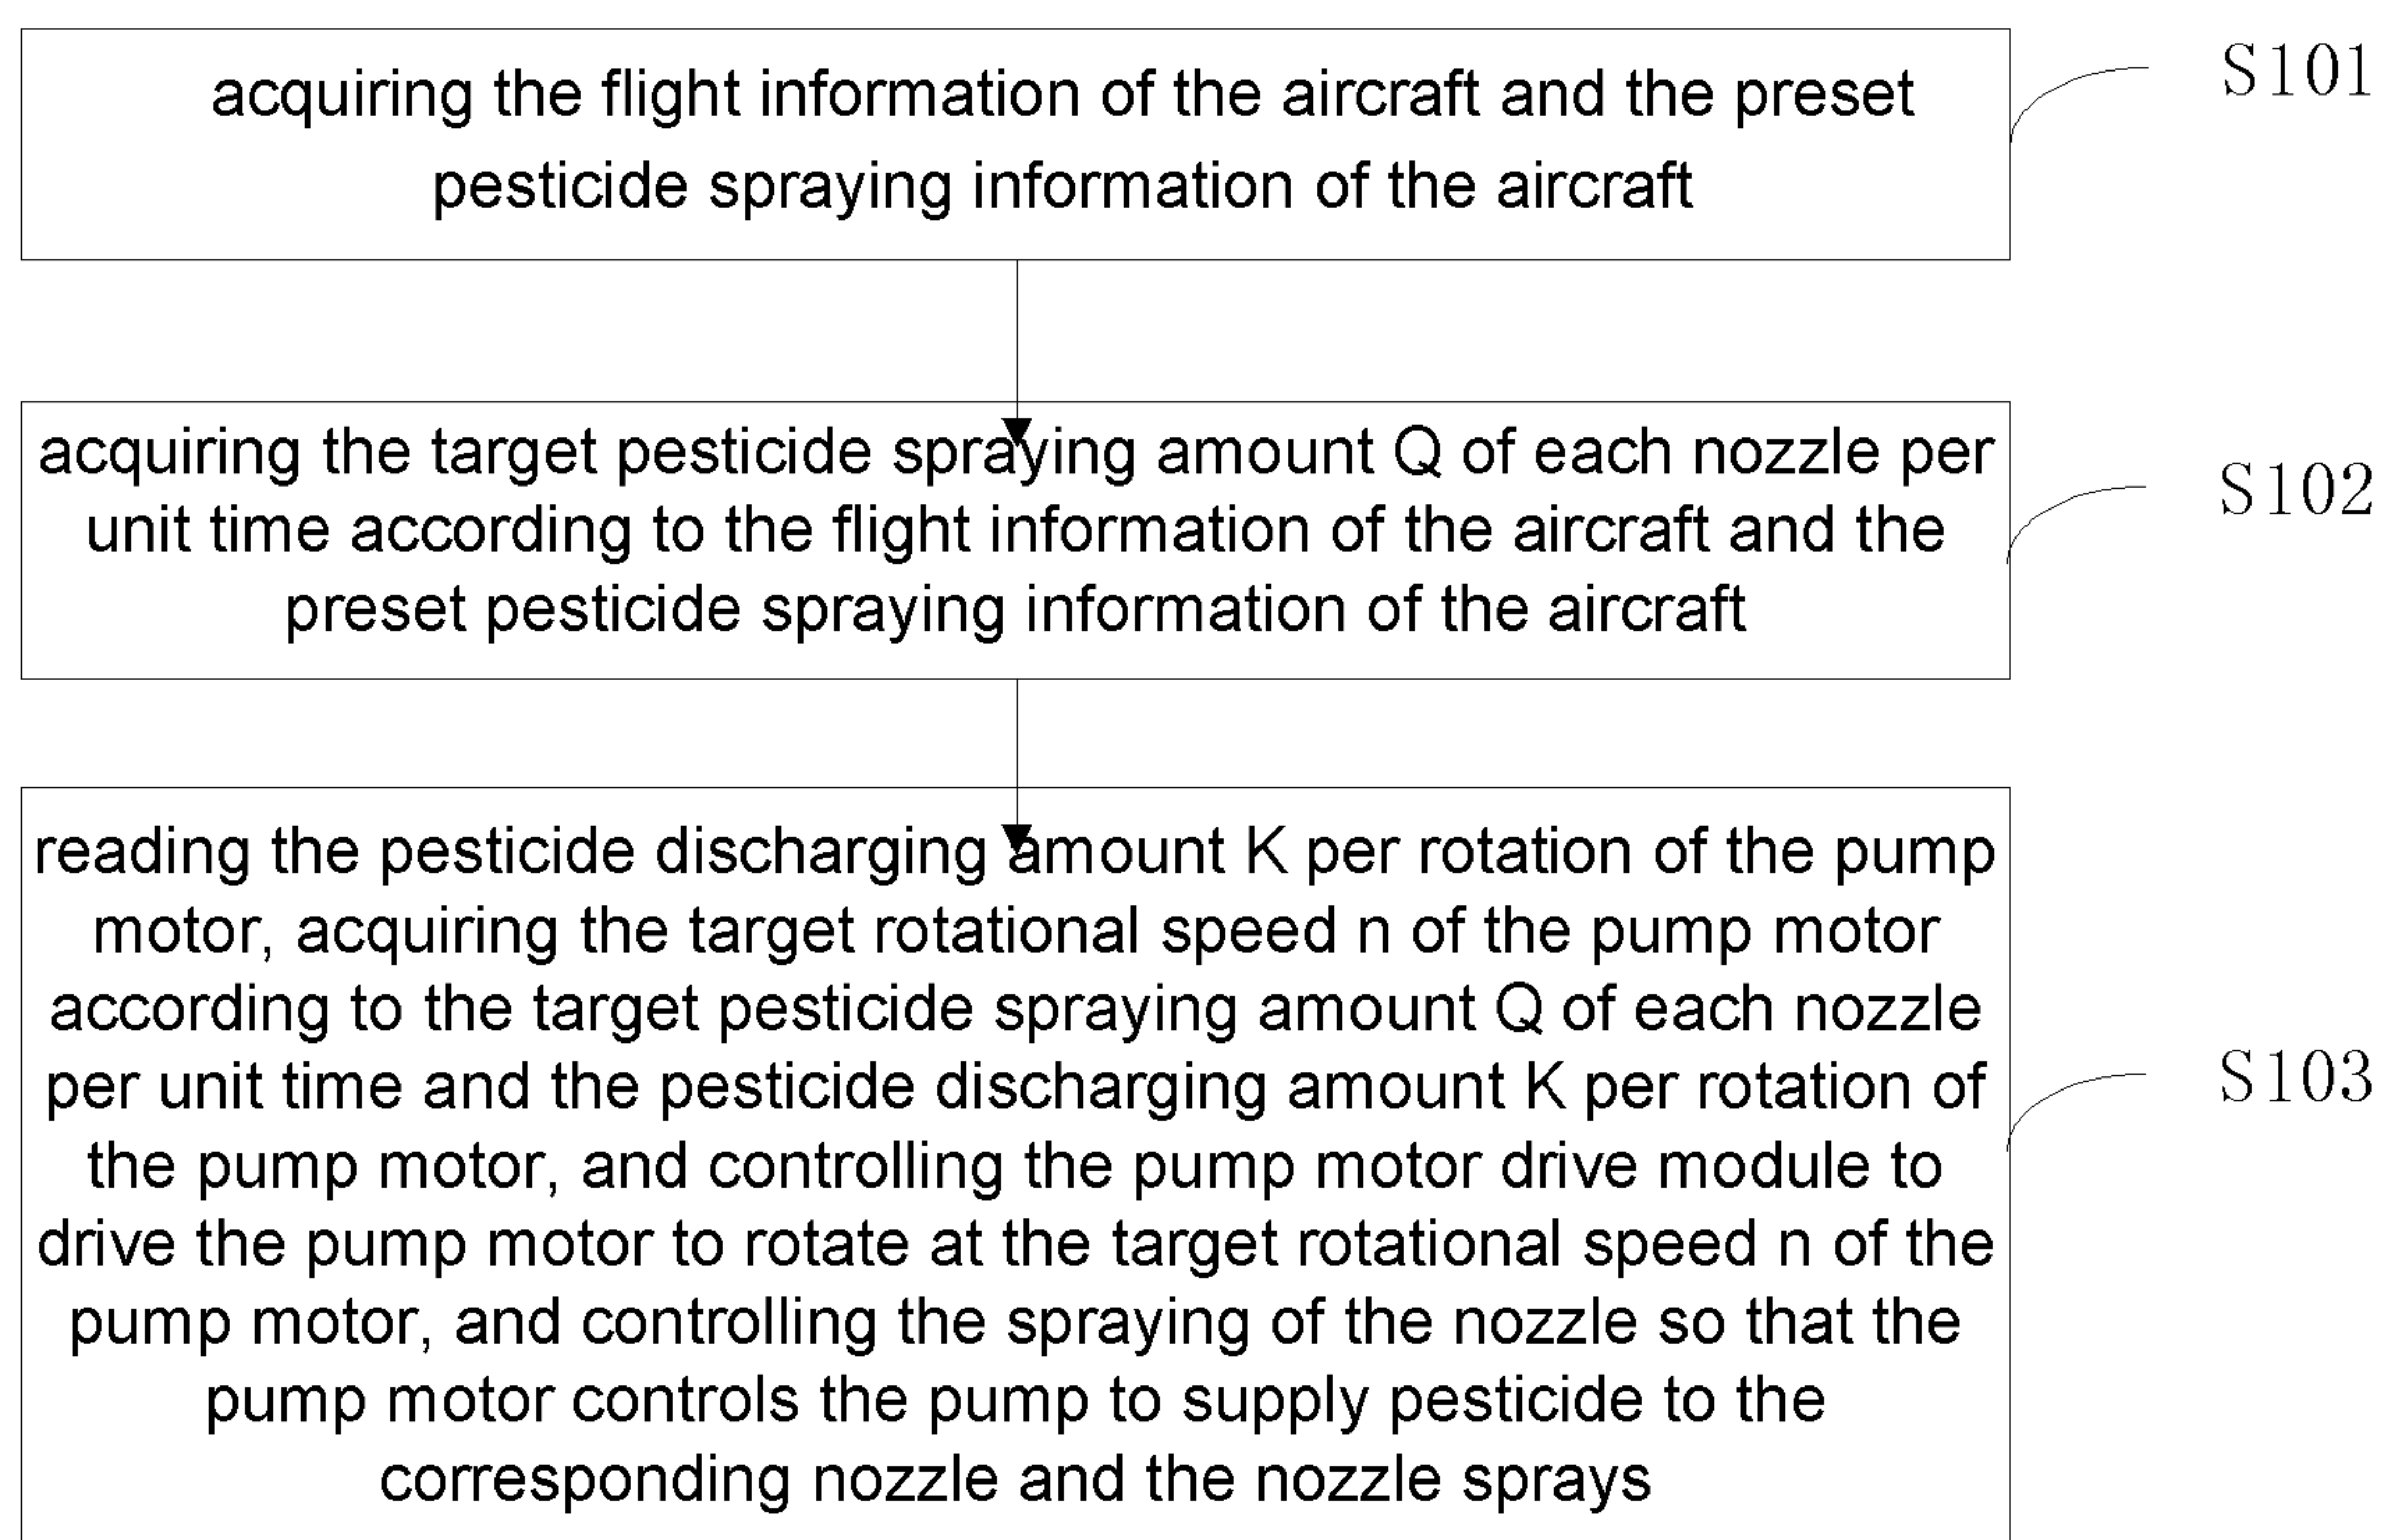 acquiring the flight information of the aircraft and the preset
pesticide spraying information of the aircraft
S101
acquiring the target pesticide spraying amount Q of each nozzle per
unit time according to the flight information of the aircraft and the
preset pesticide spraying information of the aircraft
S102
reading the pesticide discharging amount K per rotation of the pump
motor, acquiring the target rotational speed n of the pump motor
according to the target pesticide spraying amount Q of each nozzle
per unit time and the pesticide discharging amount K per rotation of
the pump motor, and controlling the pump motor drive module to
drive the pump motor to rotate at the target rotational speed n of the
pump motor, and controlling the spraying of the nozzle so that the
pump motor controls the pump to supply pesticide to the
corresponding nozzle and the nozzle sprays
S103